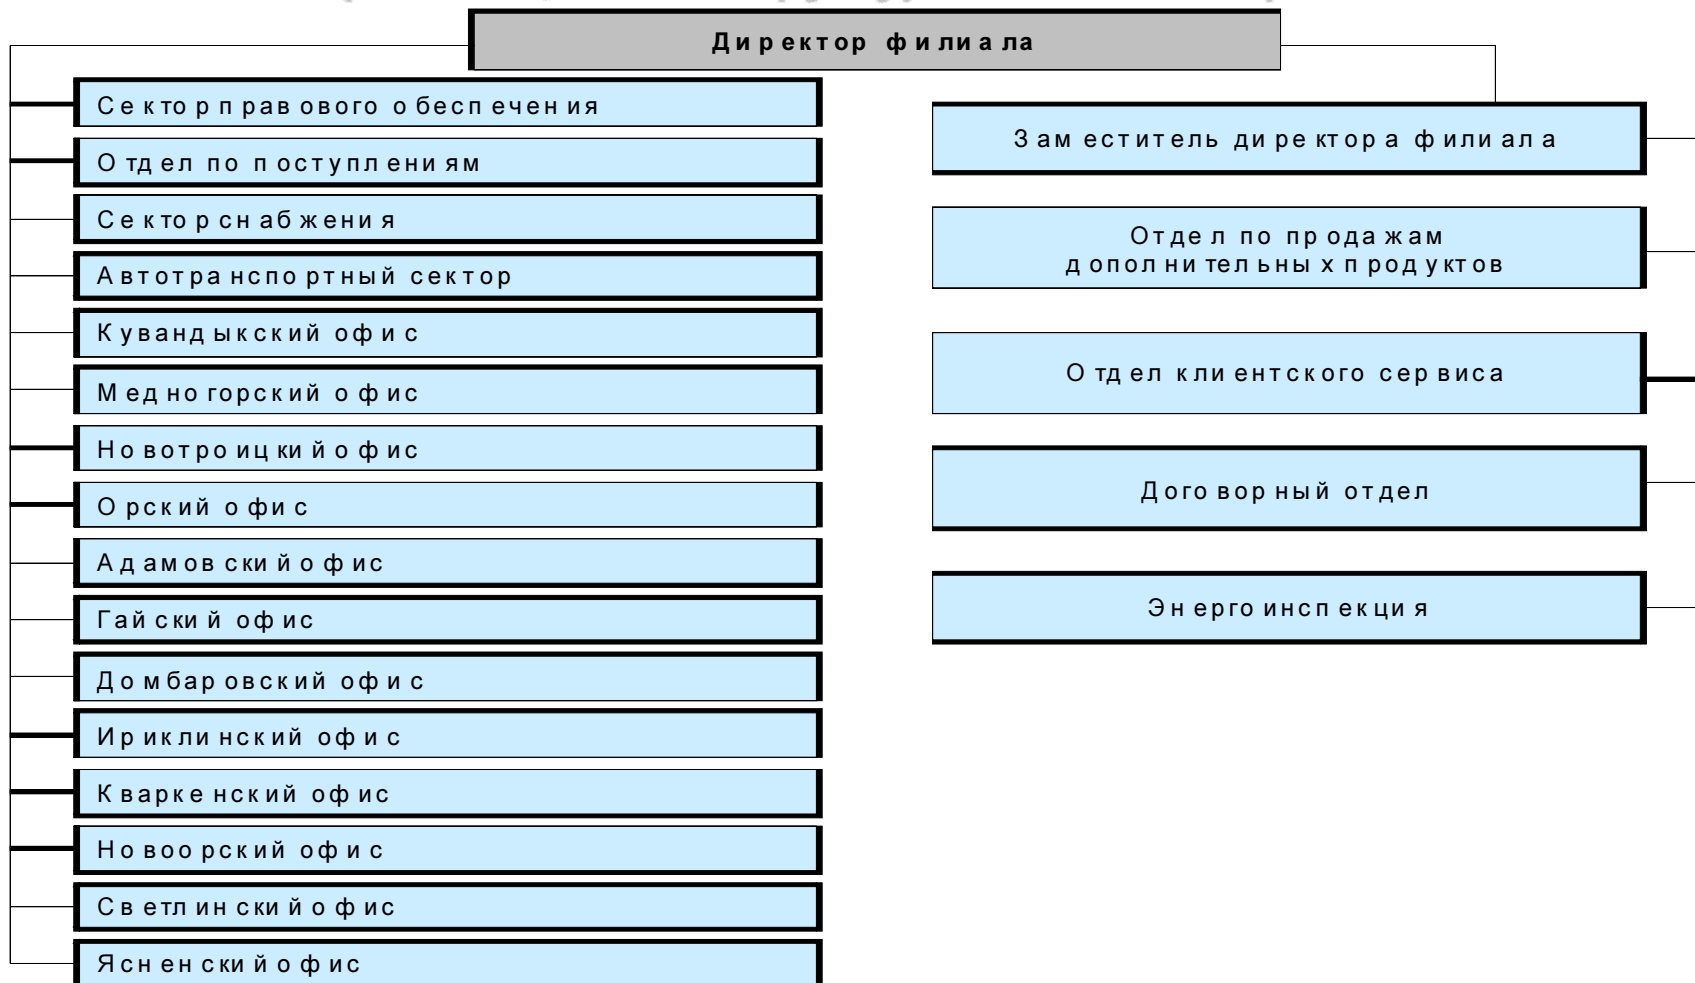 Директор филиала
Сектор правового обеспечения
Отдел по поступлениям
Сектор снабжения
Автотранспортный сектор
Кувандыкский офис
Медногорский офис
Новотроицкий офис
Орский офис
Адамовский офис
Гайский офис
Домбаровский офис
Ириклинский офис
Кваркенский офис
Новоорский офис
Светлинский офис
Ясненский офис
Заместитель директора филиала
Отдел по продажам
дополнительных продуктов
Отдел клиентского сервиса
Договорный отдел
Энергоинспекция